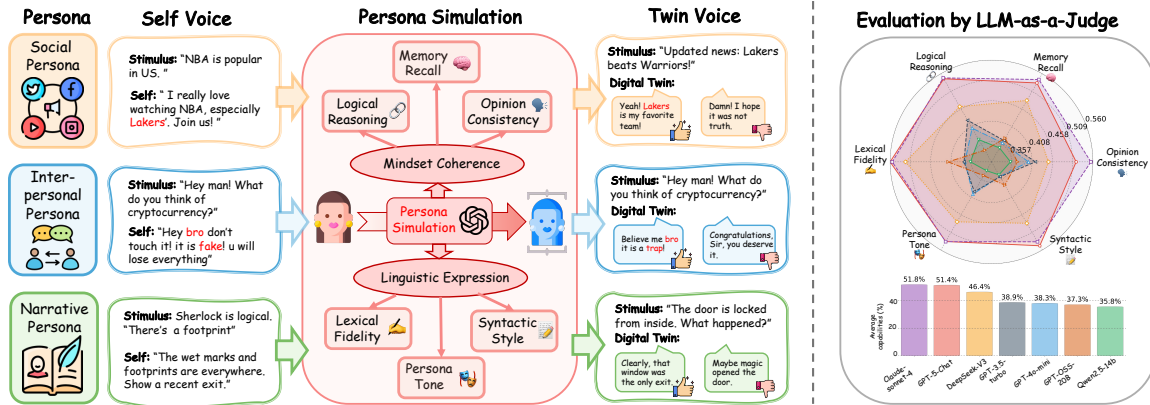 Persona
Self Voice
Persona Simulation
Twin Voice
Evaluation by LLM-as-a-Judge
Social
Persona
Stimulus: “NBA is popular
in US. ”
Self: “ I really love
watching NBA, especially
Lakers’. Join us! ”
Inter-
personal
Persona
Stimulus: “Hey man! What
do you think of
cryptocurrency?”
Self: “Hey bro don’t
touch it! it is fake! u will
lose everything”
Narrative
Persona
Stimulus: Sherlock is logical.
“There’s a footprint”
Self: “The wet marks and
footprints are everywhere.
Show a recent exit.”
Memory
Recall
Logical
Reasoning
Opinion
Consistency
Mindset Coherence
Persona
Simulation
Linguistic Expression
Lexical
Fidelity
Syntactic
Style
Persona
Tone
Stimulus: “Updated news: Lakers
beats Warriors!”
Digital Twin:
Yeah! Lakers
is my favorite
team!
Damn! I hope
it was not
truth.
Stimulus: “Hey man! What do
you think of cryptocurrency?”
Digital Twin:
Believe me bro
it is a trap!
Congratulations,
Sir, you deserve
it.
Stimulus: “The door is locked
from inside. What happened?”
Digital Twin:
Clearly, that
window was
the only exit.
Maybe magic
opened the
door.
Logical
Reasoning
Memory
Recall
Opinion
Consistency
Syntactic
Style
Persona
Tone
Lexical
Fidelity
0.357
0.408
0.458
0.509
0.560
Average
capabilities (%)
40
20
0
51.8%
51.4%
46.4%
38.9%
38.3%
37.3%
35.8%
Claude-
sonnet-4
GPT-5-Chat
DeepSeek-V3
GPT-3.5-
turbo
GPT-4o-mini
GPT-OSS-
20B
Qwen2.5-14b